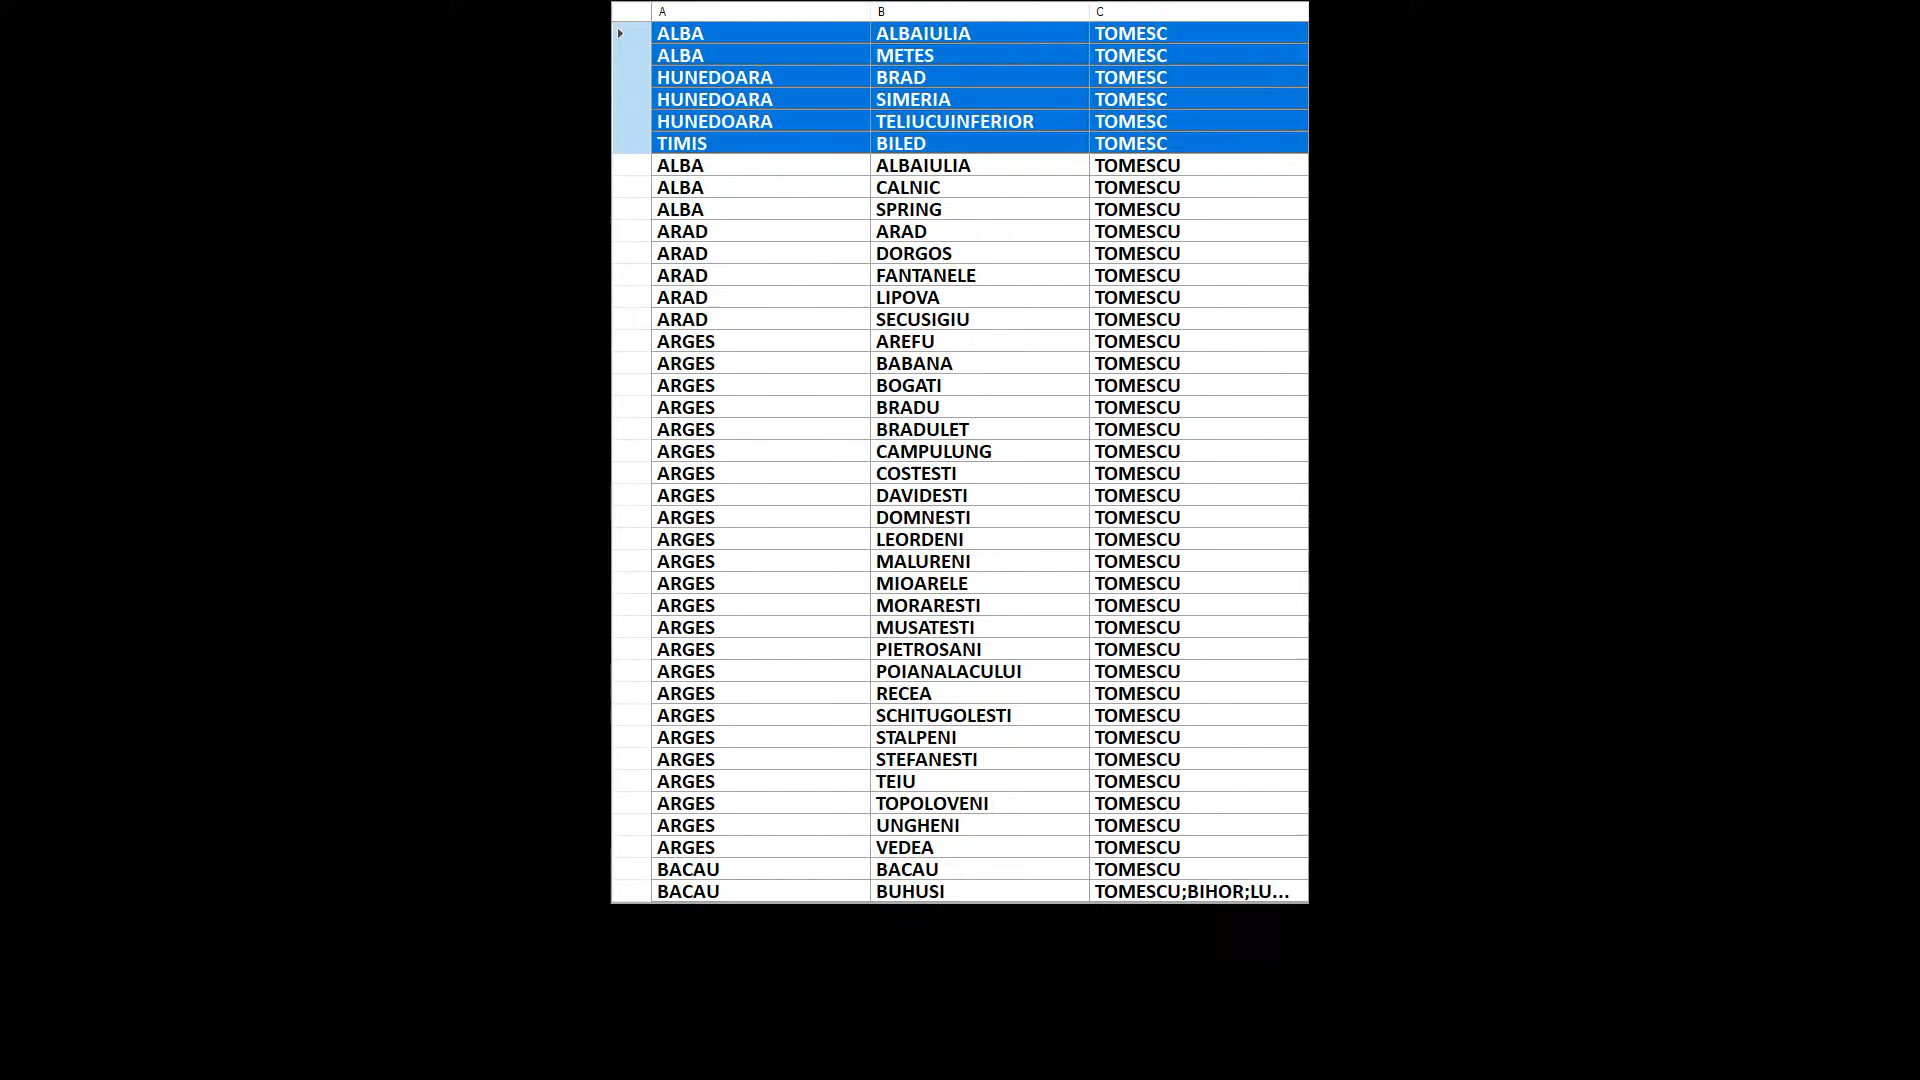 A B C
ALBA ALBAIULIA TOMESC
ALBA METES TOMESC
HUNEDOARA BRAD TOMESC
HUNEDOARA SIMERIA TOMESC
HUNEDOARA TELIUCUINFERIOR TOMESC
TIMIS BILED TOMESC
ALBA ALBAIULIA TOMESCU
ALBA CALNIC TOMESCU
ALBA SPRING TOMESCU
ARAD ARAD TOMESCU
ARAD DORGOS TOMESCU
ARAD FANTANELE TOMESCU
ARAD LIPOVA TOMESCU
ARAD SECUSIGIU TOMESCU
ARGES AREFU TOMESCU
ARGES BABANA TOMESCU
ARGES BOGATI TOMESCU
ARGES BRADU TOMESCU
ARGES BRADULET TOMESCU
ARGES CAMPULUNG TOMESCU
ARGES COSTESTI TOMESCU
ARGES DAVIDESTI TOMESCU
ARGES DOMNESTI TOMESCU
ARGES LEORDENI TOMESCU
ARGES MALURENI TOMESCU
ARGES MIOARELE TOMESCU
ARGES MORARESTI TOMESCU
ARGES MUSATESTI TOMESCU
ARGES PIETROSANI TOMESCU
ARGES POIANALACULUI TOMESCU
ARGES RECEA TOMESCU
ARGES SCHITUGOLESTI TOMESCU
ARGES STALPENI TOMESCU
ARGES STEFANESTI TOMESCU
ARGES TEIU TOMESCU
ARGES TOPOLOVENI TOMESCU
ARGES UNGHENI TOMESCU
ARGES VEDEA TOMESCU
BACAU BACAU TOMESCU
BACAU BUHUSI TOMESCU;BIHOR;LU...